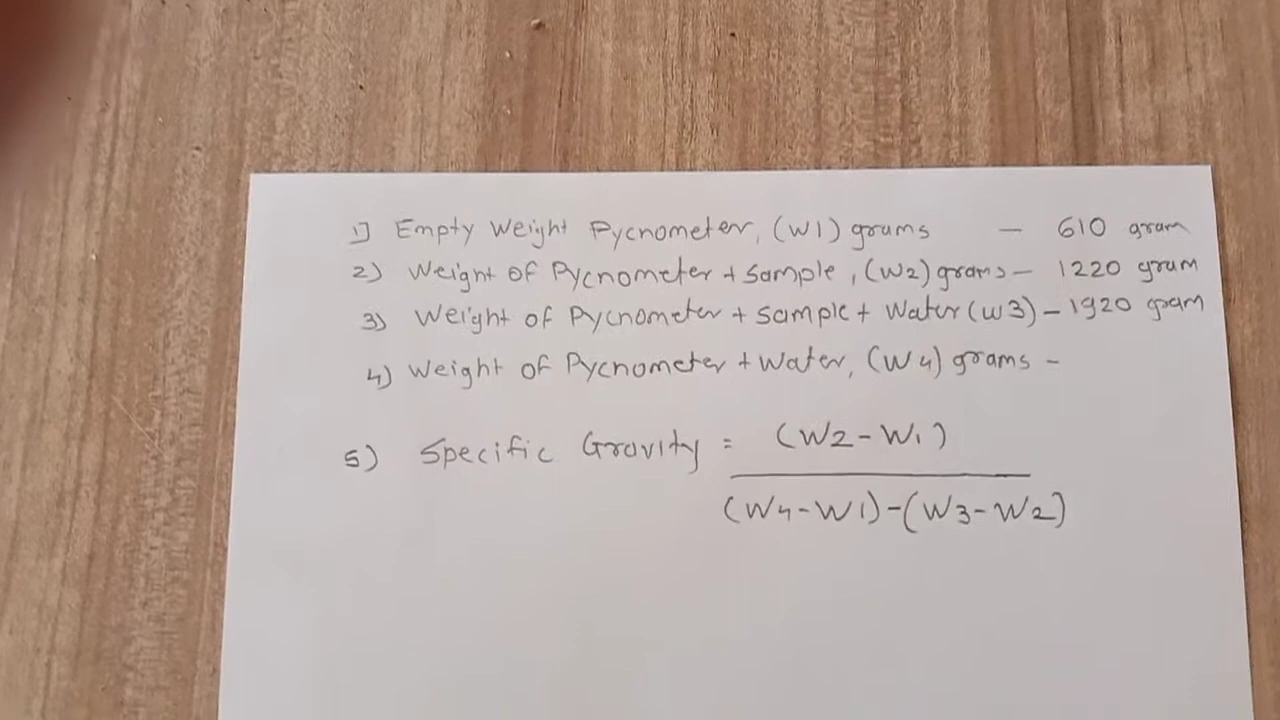 1) Empty Weight Pycnometer, (W1) grams — 610 gram
2) Weight of Pycnometer + Sample, (W2) grams - 1220 gram
3) Weight of Pycnometer + Sample + Water (W3) - 1920 gram
4) Weight of Pycnometer + Water, (W4) grams -
5) Specific Gravity = (W2 - W1)
(W4-W1)-(W3-W2)